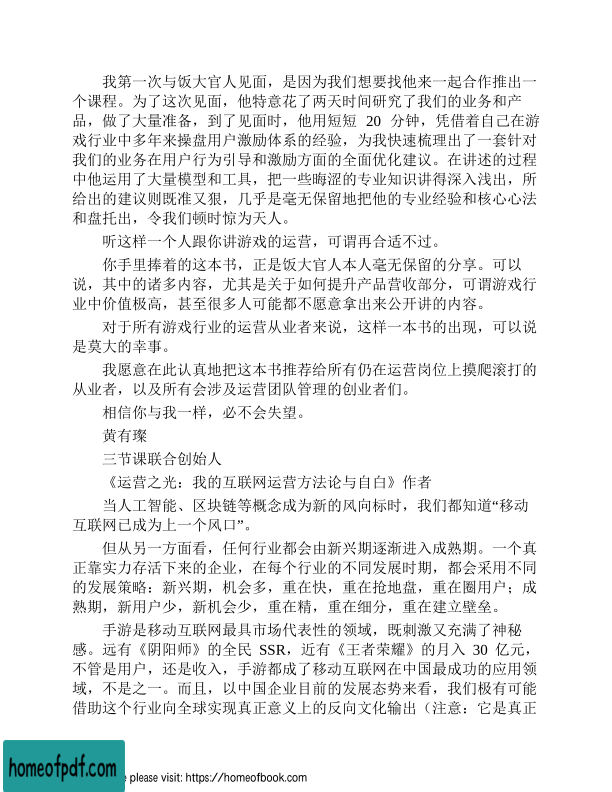 我第一次与饭大官人见面，是因为我们想要找他来一起合作推出一
个课程。为了这次见面，他特意花了两天时间研究了我们的业务和产
品，做了大量准备，到了见面时，他用短短 20 分钟，凭借着自己在游
戏行业中多年来操盘用户激励体系的经验，为我快速梳理出了一套针对
我们的业务在用户行为引导和激励方面的全面优化建议。在讲述的过程
中他运用了大量模型和工具，把一些晦涩的专业知识讲得深入浅出，所
给出的建议则既准又狠，几乎是毫无保留地把他的专业经验和核心心法
和盘托出，令我们顿时惊为天人。
听这样一个人跟你讲游戏的运营，可谓再合适不过。
你手里捧着的这本书，正是饭大官人本人毫无保留的分享。可以
说，其中的诸多内容，尤其是关于如何提升产品营收部分，可谓游戏行
业中价值极高，甚至很多人可能都不愿意拿出来公开讲的内容。
对于所有游戏行业的运营从业者来说，这样一本书的出现，可以说
是莫大的幸事。
我愿意在此认真地把这本书推荐给所有仍在运营岗位上摸爬滚打的
从业者，以及所有会涉及运营团队管理的创业者们。
相信你与我一样，必不会失望。
黄有璨
三节课联合创始人
《运营之光：我的互联网运营方法论与自白》作者
当人工智能、区块链等概念成为新的风向标时，我们都知道“移动
互联网已成为上一个风口”。
但从另一方面看，任何行业都会由新兴期逐渐进入成熟期。一个真
正靠实力存活下来的企业，在每个行业的不同发展时期，都会采用不同
的发展策略：新兴期，机会多，重在快，重在抢地盘，重在圈用户；成
熟期，新用户少，新机会少，重在精，重在细分，重在建立壁垒。
手游是移动互联网最具市场代表性的领域，既刺激又充满了神秘
感。远有《阴阳师》的全民 SSR，近有《王者荣耀》的月入 30 亿元，
不管是用户，还是收入，手游都成了移动互联网在中国最成功的应用领
域，不是之一。而且，以中国企业目前的发展态势来看，我们极有可能
借助这个行业向全球实现真正意义上的反向文化输出（注意：它是真正
homeofpdf.com
e please visit: https://homeofbook.com